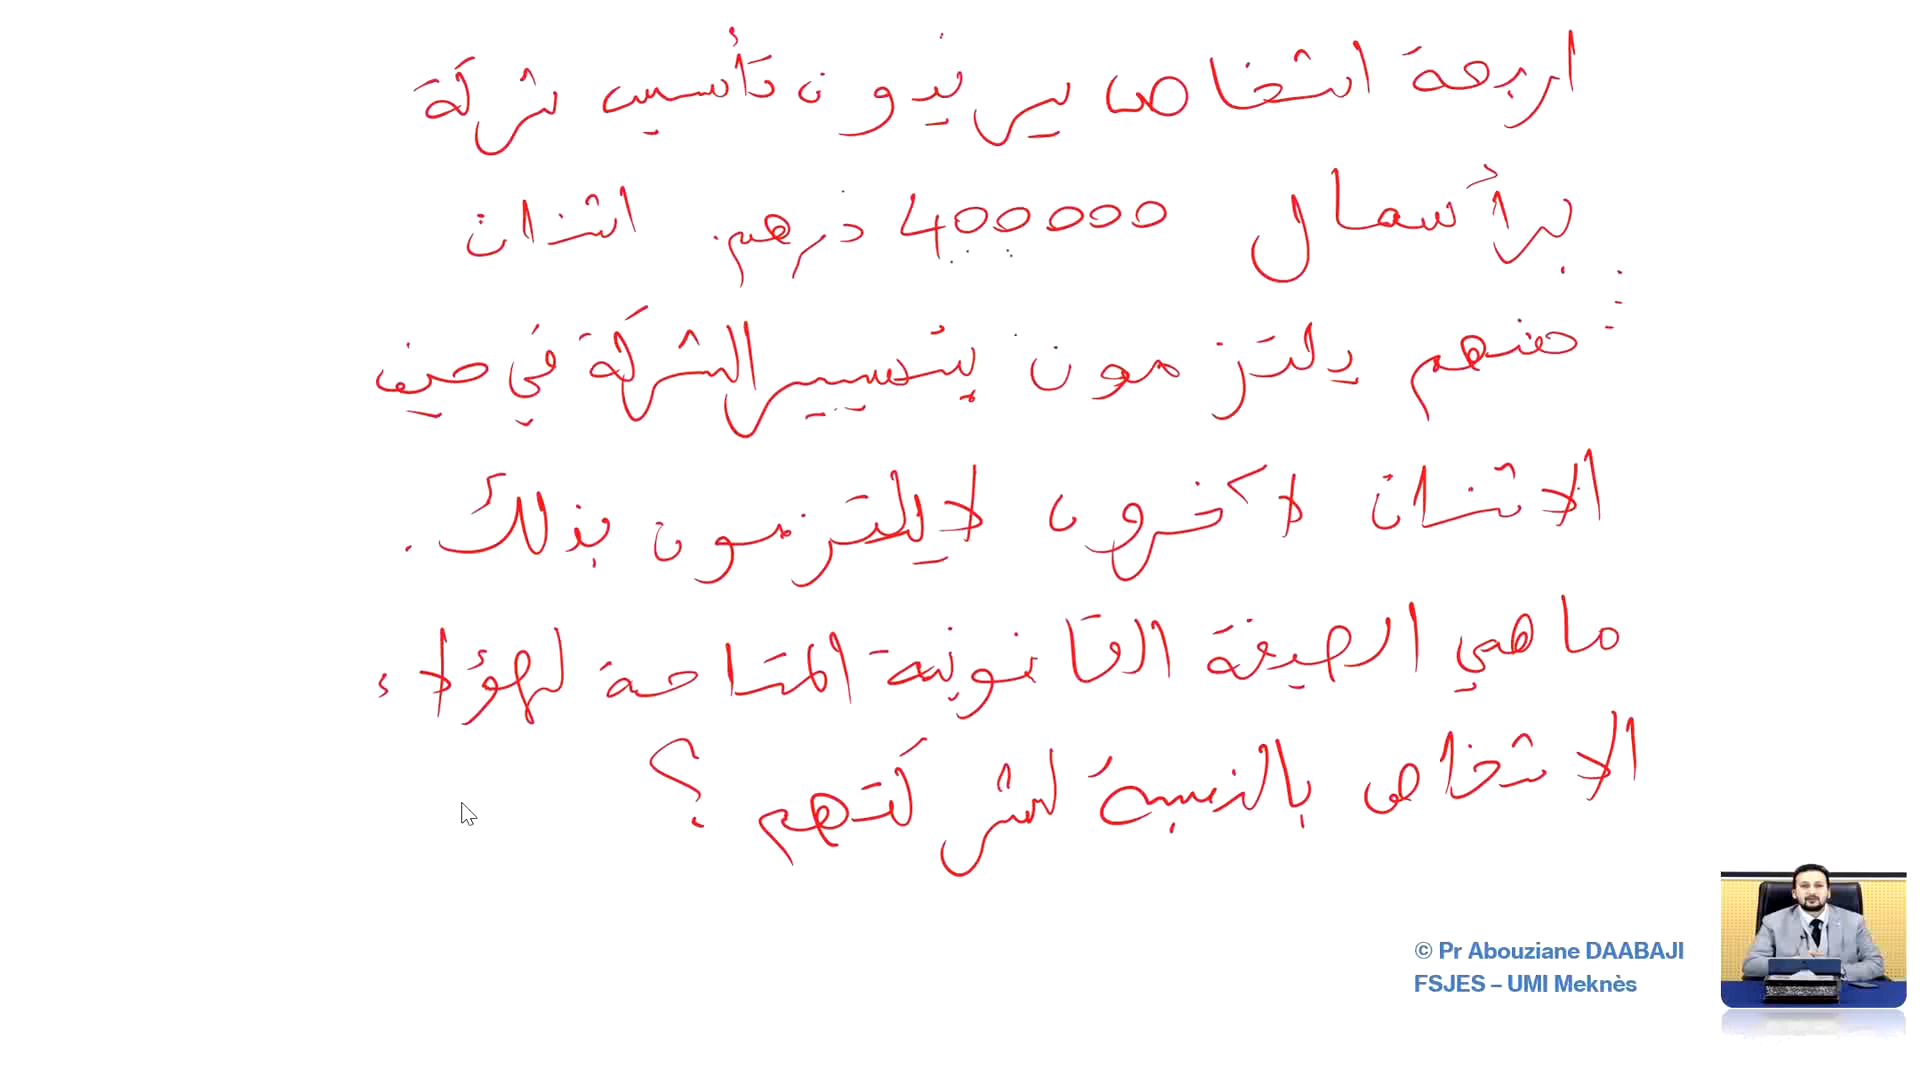 اربعة اشخاص يريدون تأسيس شركة
برأسمال 400000 درهم. اثنان
منهم يلتزمون بتسيير الشركة في حين
الاثنان الآخرون لا يلتزمون بذلك.
ما هي الصيغة القانونية المتاحة لهؤلاء
الاشخاص بالنسبة لشركتهم ؟
© Pr Abouziane DAABAJI
FSJES – UMI Meknès